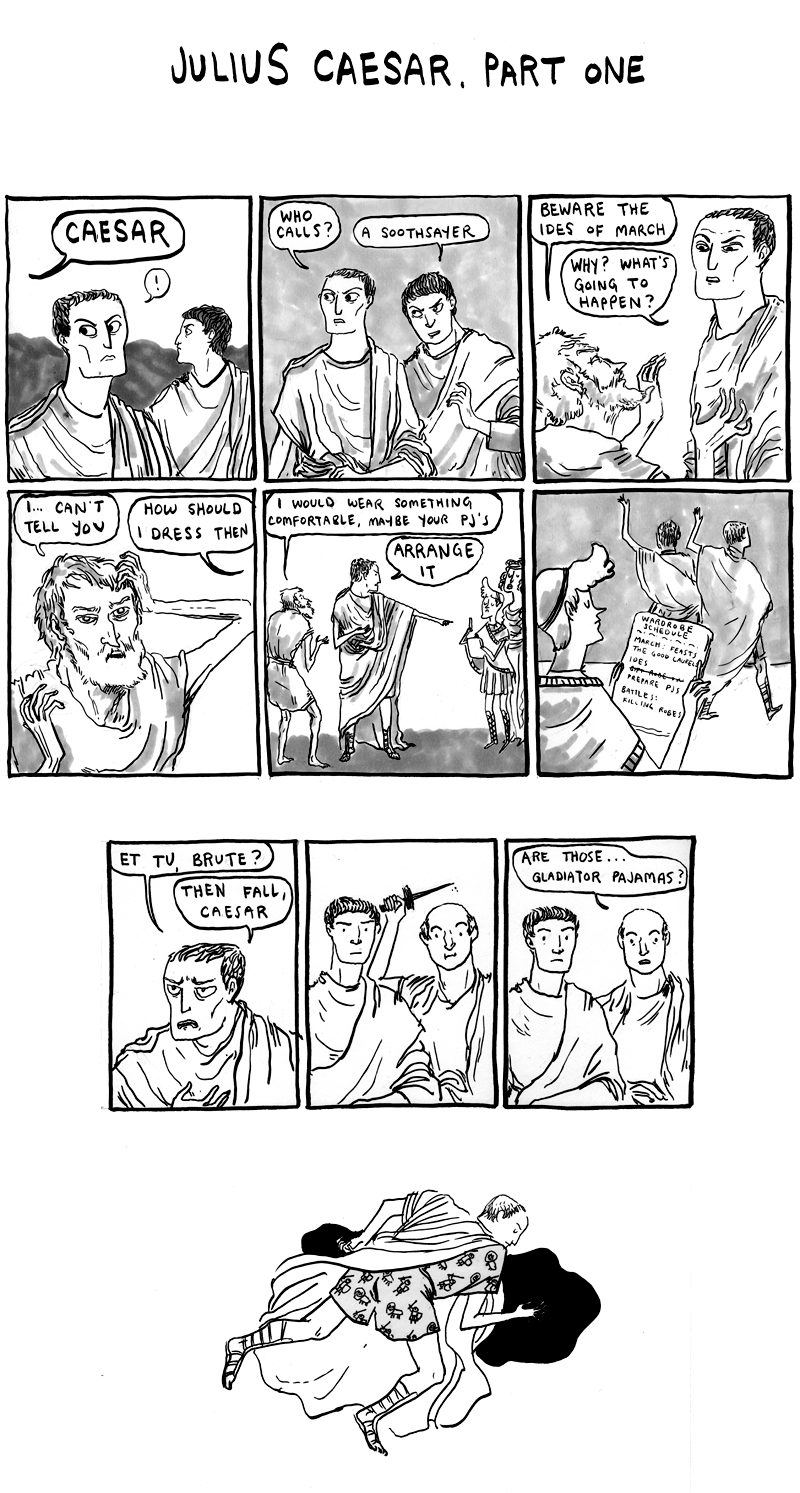 JULIUS CAESAR. PART ONE
CAESAR
!
WHO
CALLS?
A SOOTHSAYER
BEWARE THE
IDES OF MARCH
WHY? WHAT'S
GOING TO
HAPPEN?
I... CAN'T
TELL YOU
HOW SHOULD
I DRESS THEN
I WOULD WEAR SOMETHING
COMFORTABLE, MAYBE YOUR PJ'S
ARRANGE
IT
WARDROBE
SCHEDULE
MARCH: FEASTS
THE GOOD LAURELS
IDES
PREPARE PJS
BATTLES:
KILLING ROBES
ET TU, BRUTE?
THEN FALL,
CAESAR
ARE THOSE...
GLADIATOR PAJAMAS?